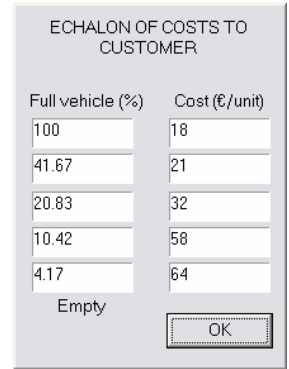 ECHALON OF COSTS TO
CUSTOMER
Full vehicle (%) Cost (€/unit)
100 18
41.67 21
20.83 32
10.42 58
4.17 64
Empty
OK